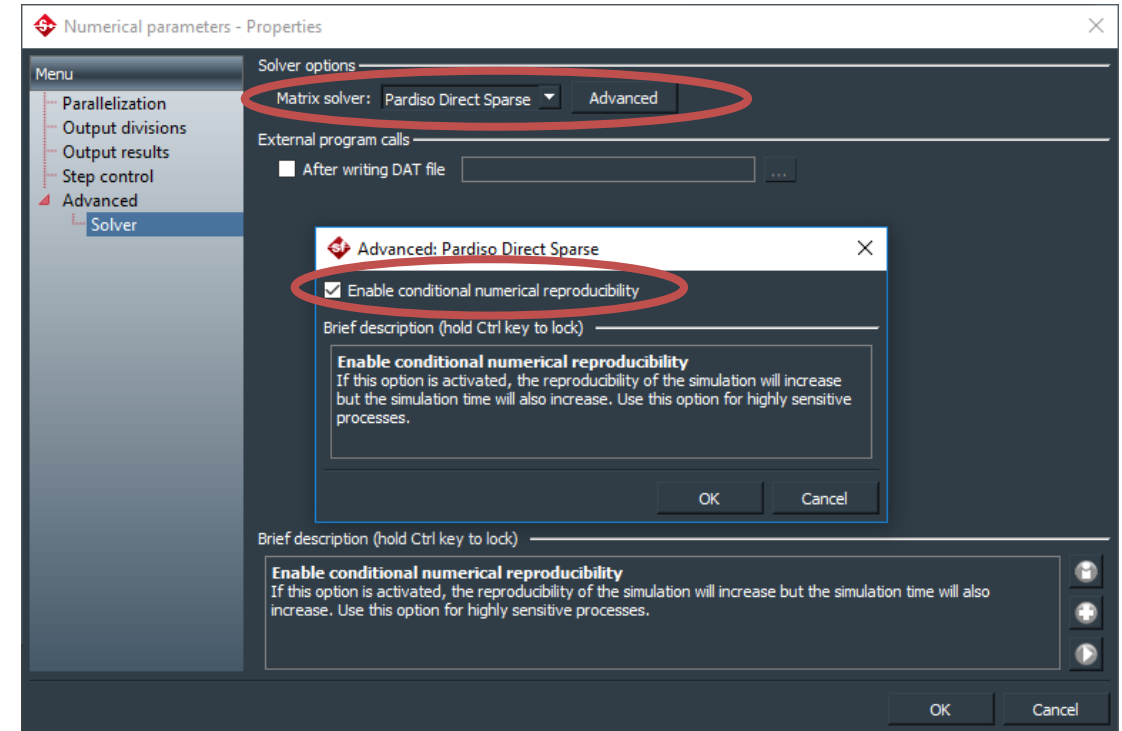 Numerical parameters - Properties
Menu
Parallelization
Output divisions
Output results
Step control
Advanced
Solver
Solver options
Matrix solver: Pardiso Direct Sparse Advanced
External program calls
After writing DAT file ...
Advanced: Pardiso Direct Sparse
Enable conditional numerical reproducibility
Brief description (hold Ctrl key to lock)
Enable conditional numerical reproducibility
If this option is activated, the reproducibility of the simulation will increase
but the simulation time will also increase. Use this option for highly sensitive
processes.
OK Cancel
Brief description (hold Ctrl key to lock)
Enable conditional numerical reproducibility
If this option is activated, the reproducibility of the simulation will increase but the simulation time will also
increase. Use this option for highly sensitive processes.
OK Cancel